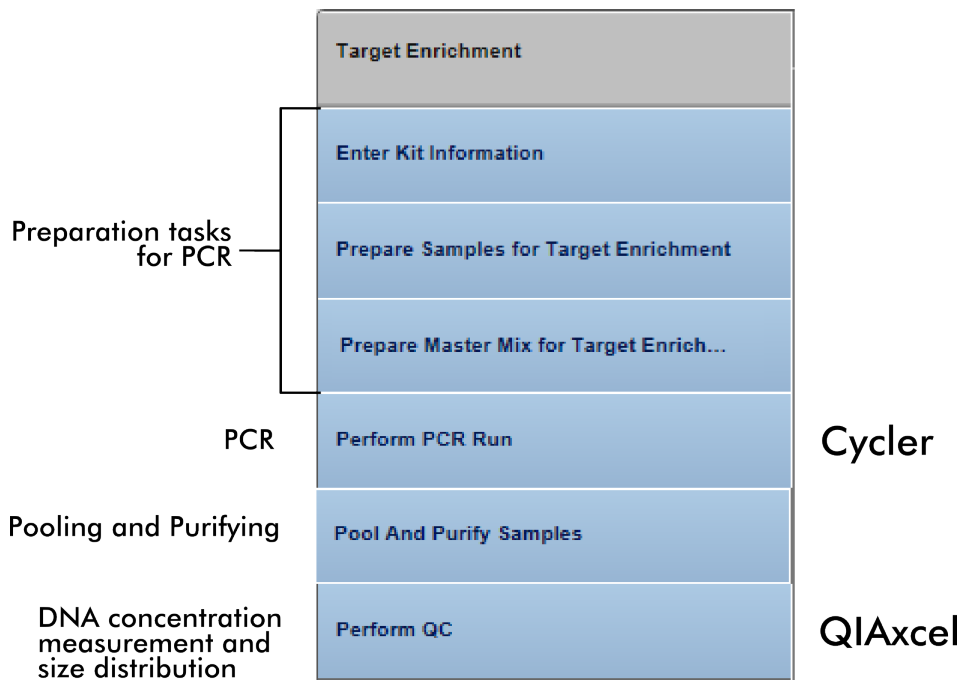 Target Enrichment
Enter Kit Information
Preparation tasks
for PCR
Prepare Samples for Target Enrichment
Prepare Master Mix for Target Enrich...
PCR
Perform PCR Run
Cycler
Pooling and Purifying
Pool And Purify Samples
DNA concentration
measurement and
size distribution
Perform QC
QIAxcel